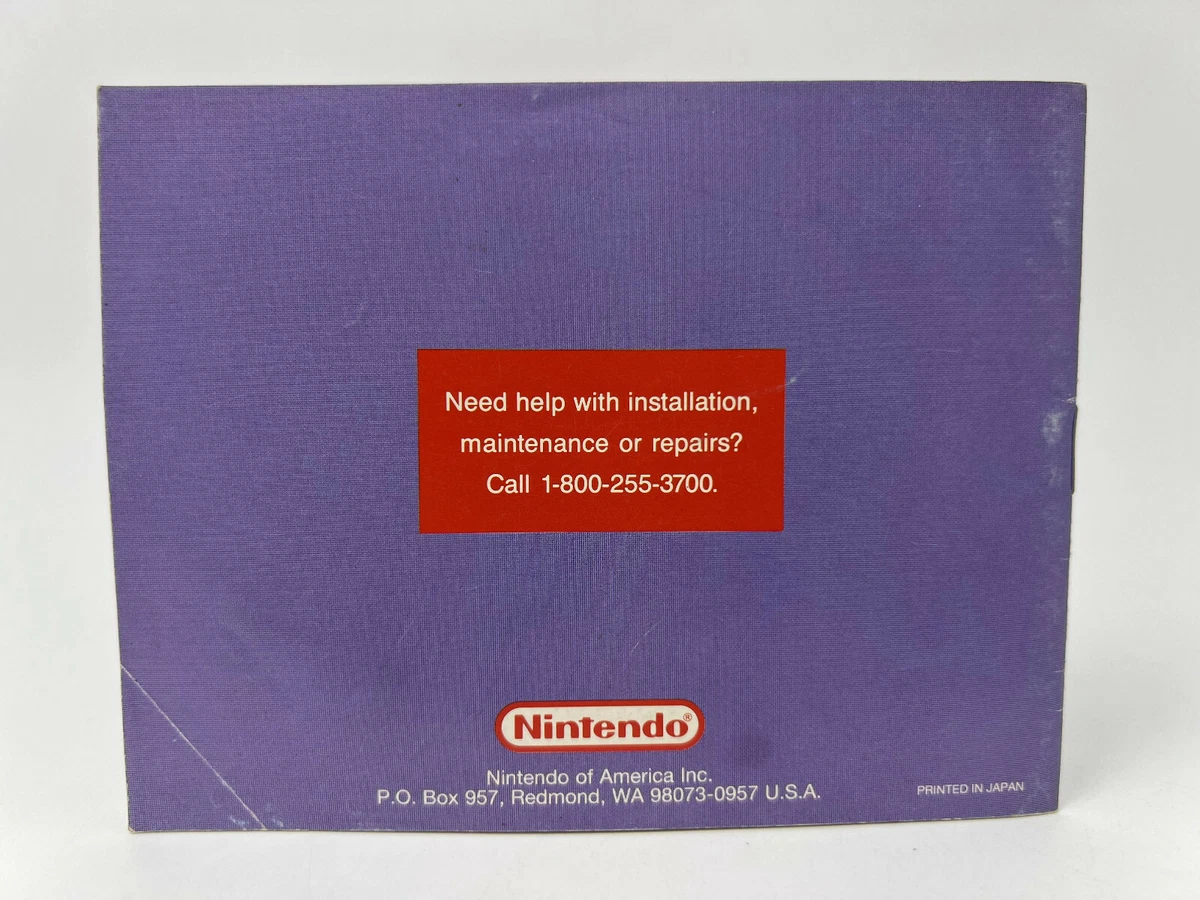 Need help with installation,
maintenance or repairs?
Call 1-800-255-3700.
Nintendo®
Nintendo of America Inc.
P.O. Box 957, Redmond, WA 98073-0957 U.S.A.
PRINTED IN JAPAN